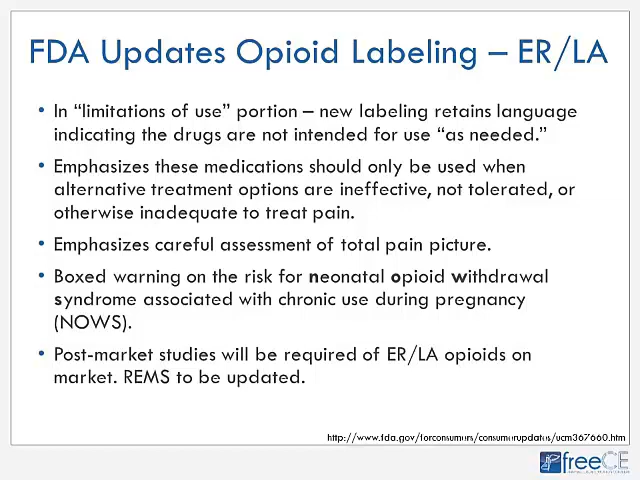 FDA Updates Opioid Labeling – ER/LA
• In “limitations of use” portion – new labeling retains language
indicating the drugs are not intended for use “as needed.”
• Emphasizes these medications should only be used when
alternative treatment options are ineffective, not tolerated, or
otherwise inadequate to treat pain.
• Emphasizes careful assessment of total pain picture.
• Boxed warning on the risk for neonatal opioid withdrawal
syndrome associated with chronic use during pregnancy
(NOWS).
• Post-market studies will be required of ER/LA opioids on
market. REMS to be updated.
http://www.fda.gov/forconsumers/consumerupdates/ucm367660.htm
freeCE